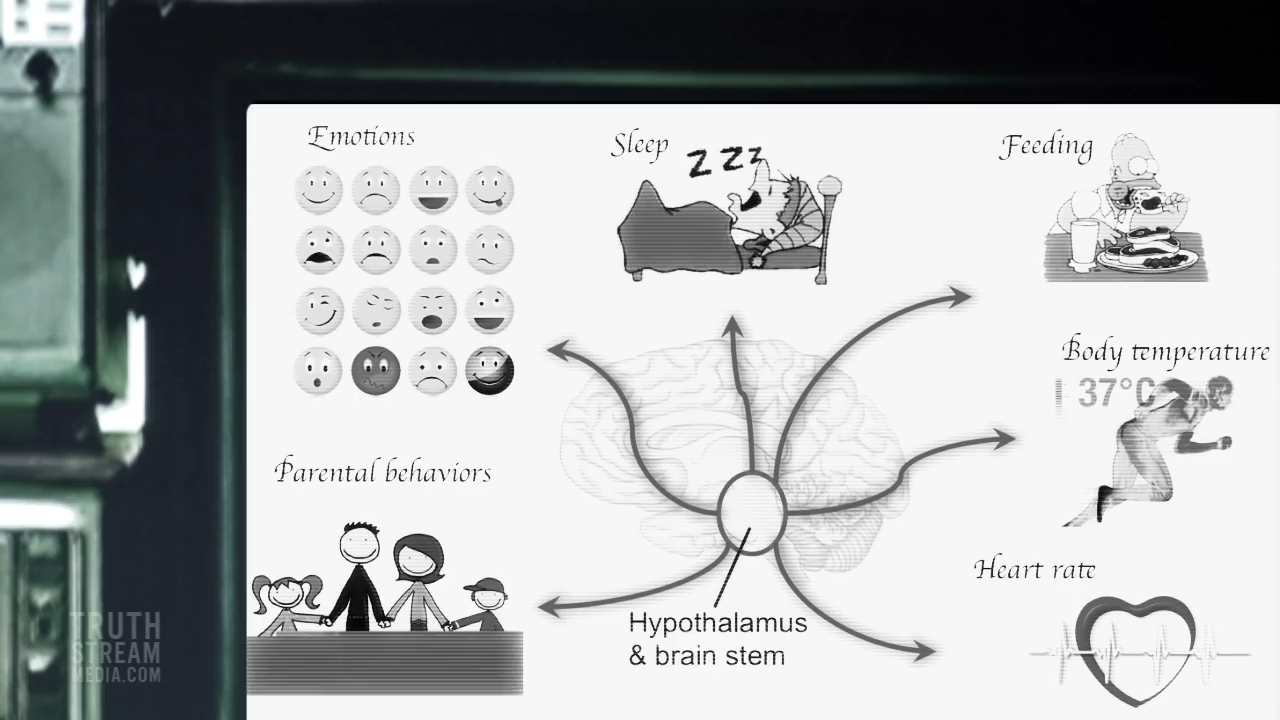 Emotions
Sleep
Z Z Z Z
Feeding
Body temperature
37°C
Parental behaviors
Heart rate
Hypothalamus
& brain stem
TRUTH
STREAM
MEDIA.COM